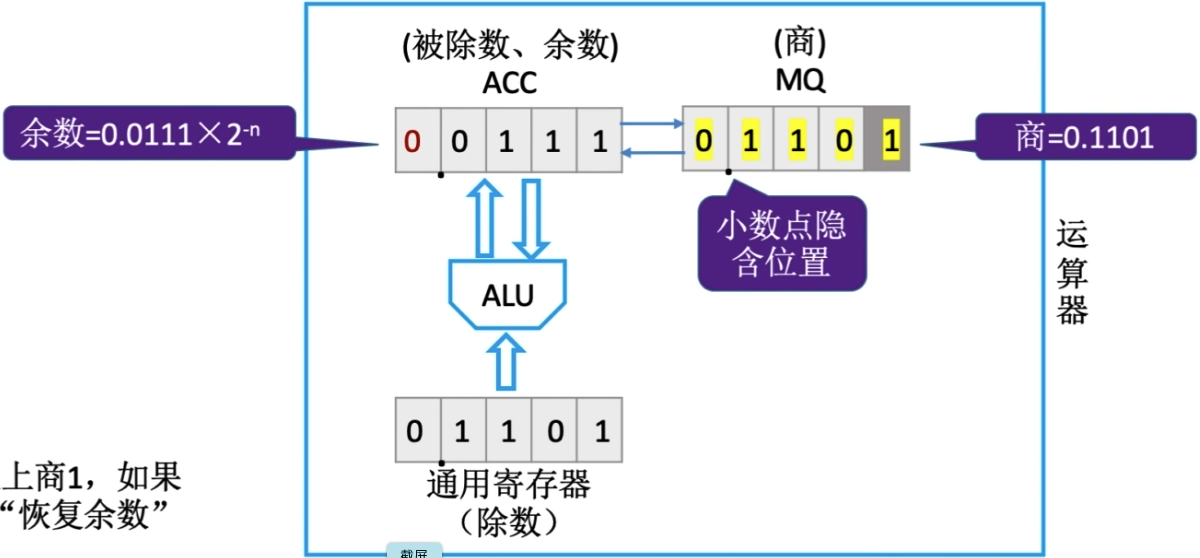 (被除数、余数)
ACC
(商)
MQ
余数=0.0111×2⁻ⁿ
0 0 1 1 1
0 1 1 0 1
商=0.1101
小数点隐
含位置
运
算
器
ALU
0 1 1 0 1
通用寄存器
（除数）
上商1，如果
“恢复余数”
截屏